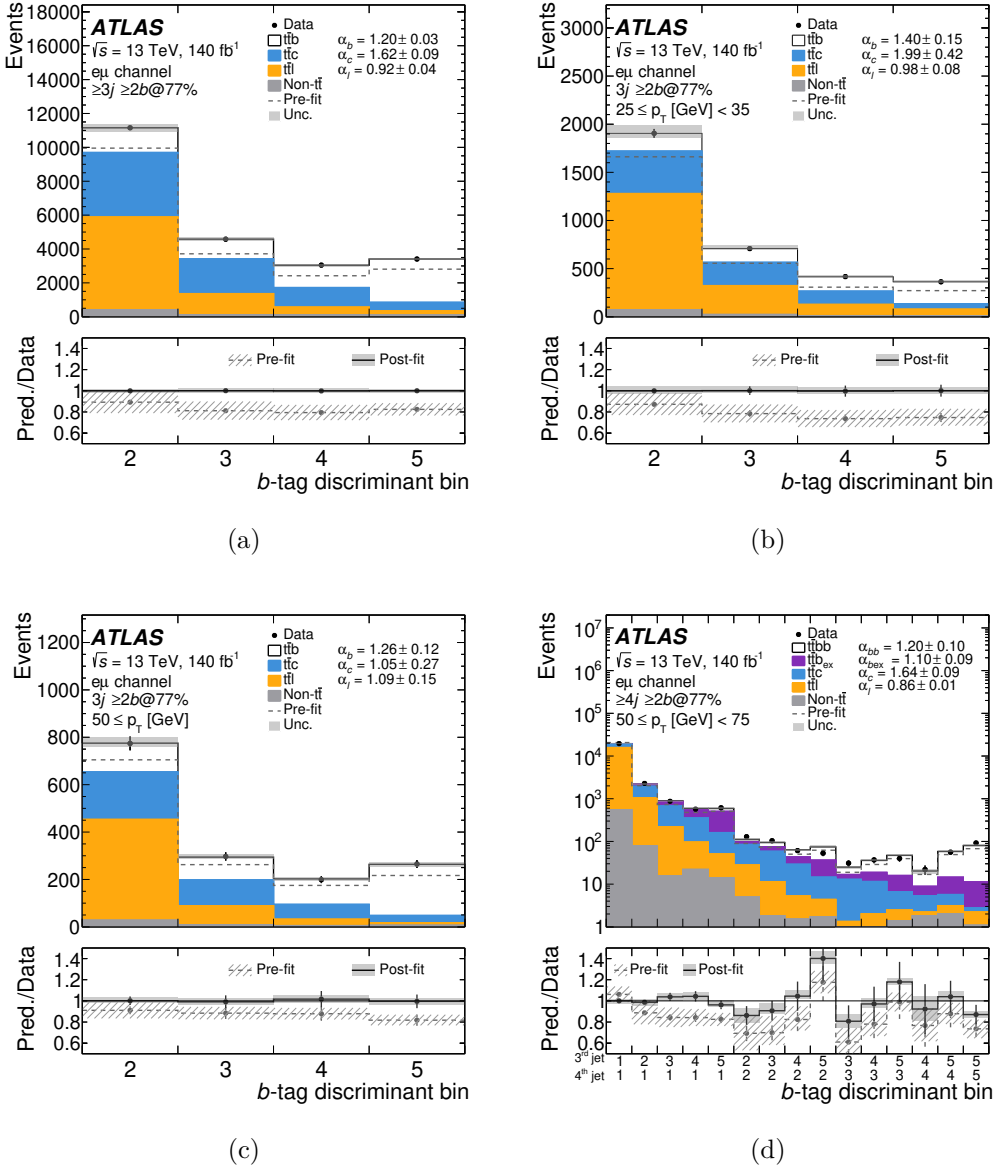 ATLAS
√s = 13 TeV, 140 fb⁻¹
eμ channel
≥3j ≥2b@77%
Data
tt̄b
tt̄c
tt̄l
Non-tt̄
Pre-fit
Unc.
α_b = 1.20± 0.03
α_c = 1.62± 0.09
α_l = 0.92± 0.04
Events
18000
16000
14000
12000
10000
8000
6000
4000
2000
0
Pred./Data
1.4
1.2
1
0.8
0.6
Pre-fit
Post-fit
2 3 4 5
b-tag discriminant bin
(a)
ATLAS
√s = 13 TeV, 140 fb⁻¹
eμ channel
3j ≥2b@77%
25 ≤ p_T [GeV] < 35
Data
tt̄b
tt̄c
tt̄l
Non-tt̄
Pre-fit
Unc.
α_b = 1.40± 0.15
α_c = 1.99± 0.42
α_l = 0.98± 0.08
Events
3000
2500
2000
1500
1000
500
0
Pred./Data
1.4
1.2
1
0.8
0.6
Pre-fit
Post-fit
2 3 4 5
b-tag discriminant bin
(b)
ATLAS
√s = 13 TeV, 140 fb⁻¹
eμ channel
3j ≥2b@77%
50 ≤ p_T [GeV]
Data
tt̄b
tt̄c
tt̄l
Non-tt̄
Pre-fit
Unc.
α_b = 1.26± 0.12
α_c = 1.05± 0.27
α_l = 1.09± 0.15
Events
1200
1000
800
600
400
200
0
Pred./Data
1.4
1.2
1.0
0.8
0.6
Pre-fit
Post-fit
2 3 4 5
b-tag discriminant bin
(c)
ATLAS
√s = 13 TeV, 140 fb⁻¹
eμ channel
≥4j ≥2b@77%
50 ≤ p_T [GeV] < 75
Data
tt̄bb
tt̄b_ex
tt̄c
tt̄l
Non-tt̄
Pre-fit
Unc.
α_bb = 1.20± 0.10
α_bex = 1.10± 0.09
α_c = 1.64± 0.09
α_l = 0.86± 0.01
Events
10⁷
10⁶
10⁵
10⁴
10³
10²
10
1
Pred./Data
1.4
1.2
1.0
0.8
0.6
Pre-fit
Post-fit
3rd jet 1 2 3 4 5 2 3 4 5 3 4 5 4 5 5
4th jet 1 1 1 1 1 2 2 2 2 3 3 3 4 4 5
b-tag discriminant bin
(d)